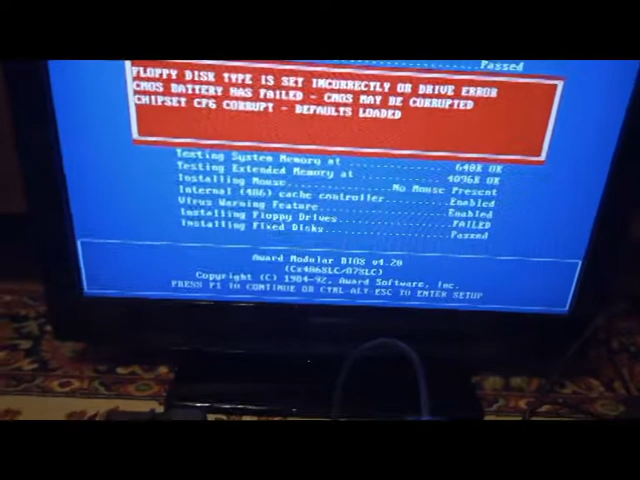 Passed
FLOPPY DISK TYPE IS SET INCORRECTLY OR DRIVE ERROR
CMOS BATTERY HAS FAILED - CMOS MAY BE CORRUPTED
CHIPSET CFG CORRUPT - DEFAULTS LOADED
Testing System Memory at ................ 640K OK
Testing Extended Memory at .............. 4096K OK
Installing Mouse.................No Mouse Present
Internal (486) cache controller...........Enabled
Virus Warning Feature.....................Enabled
Installing Floppy Drives...................FAILED
Installing Fixed Disks.....................Passed
Award Modular BIOS v4.20
(Cx486SLC/87SLC)
Copyright (C) 1984-92, Award Software, Inc.
PRESS F1 TO CONTINUE OR CTRL-ALT-ESC TO ENTER SETUP